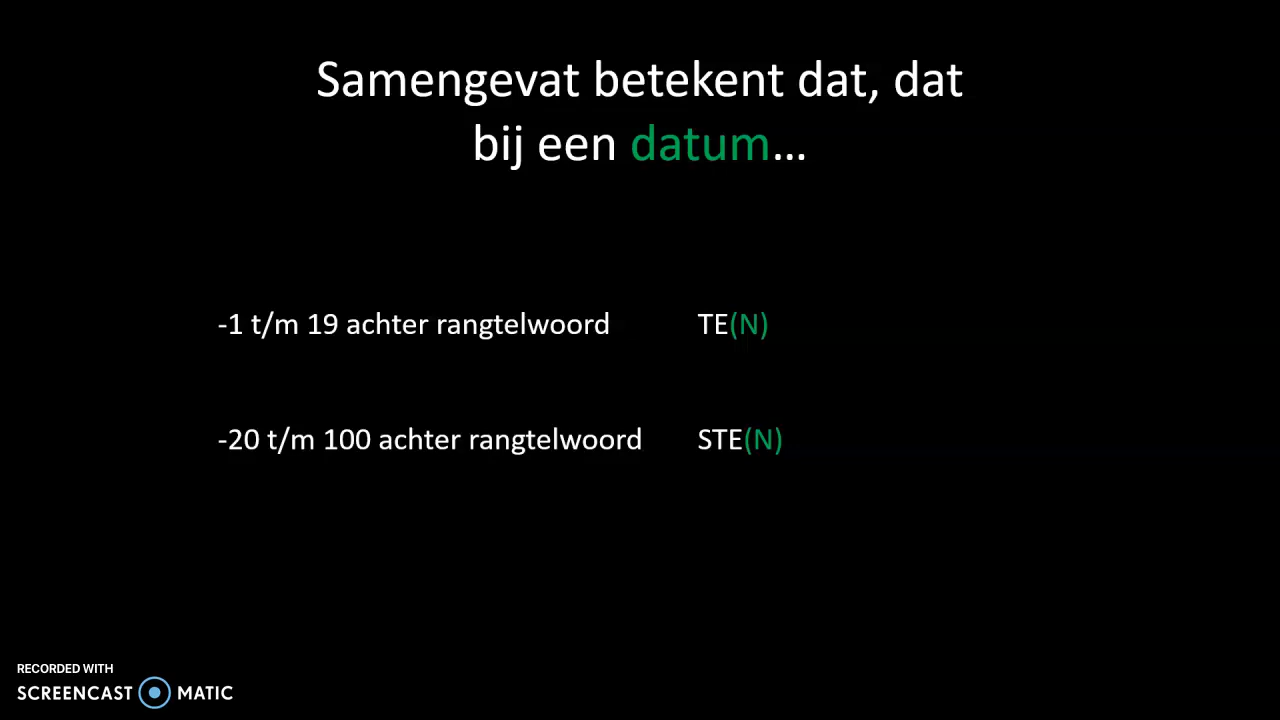 Samengevat betekent dat, dat
bij een datum...
-1 t/m 19 achter rangtelwoord TE(N)
-20 t/m 100 achter rangtelwoord STE(N)
RECORDED WITH
SCREENCAST MATIC